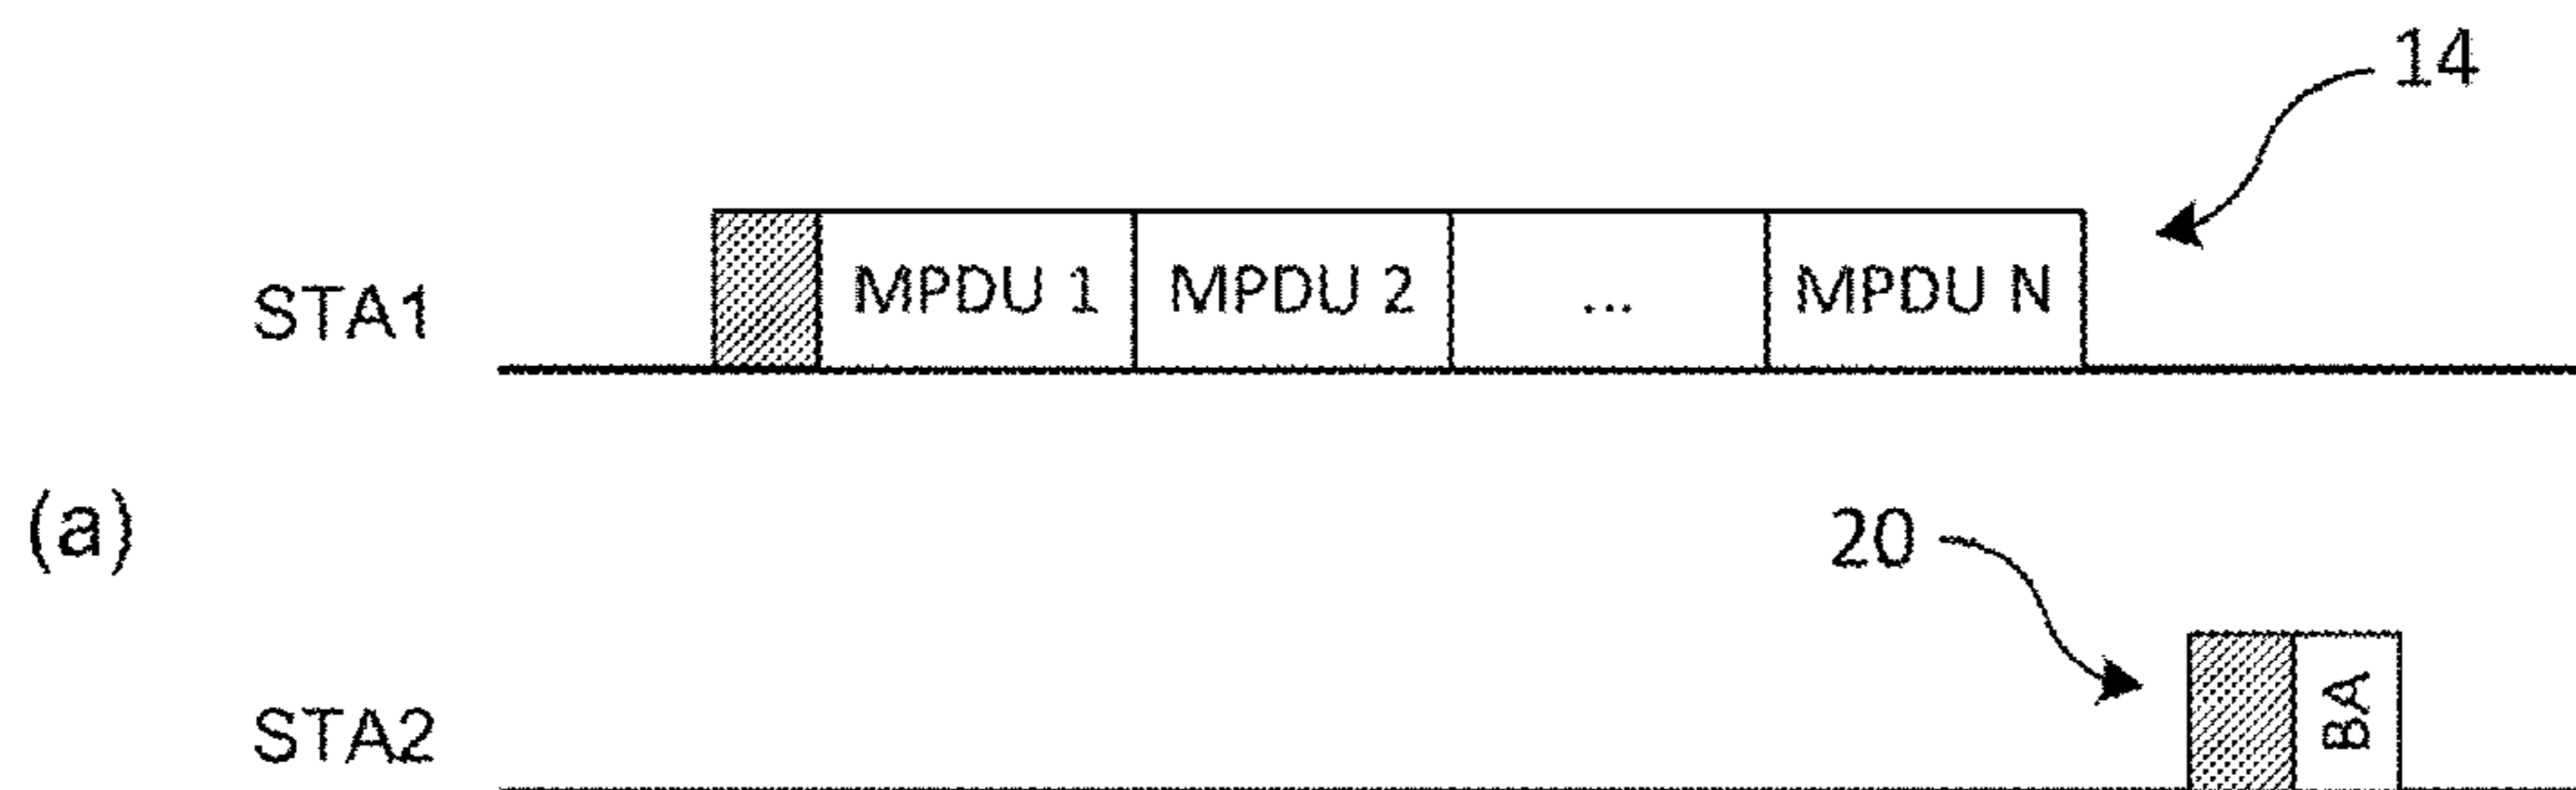 14
STA1 MPDU 1 MPDU 2 ... MPDU N
(a)
20
STA2 BA